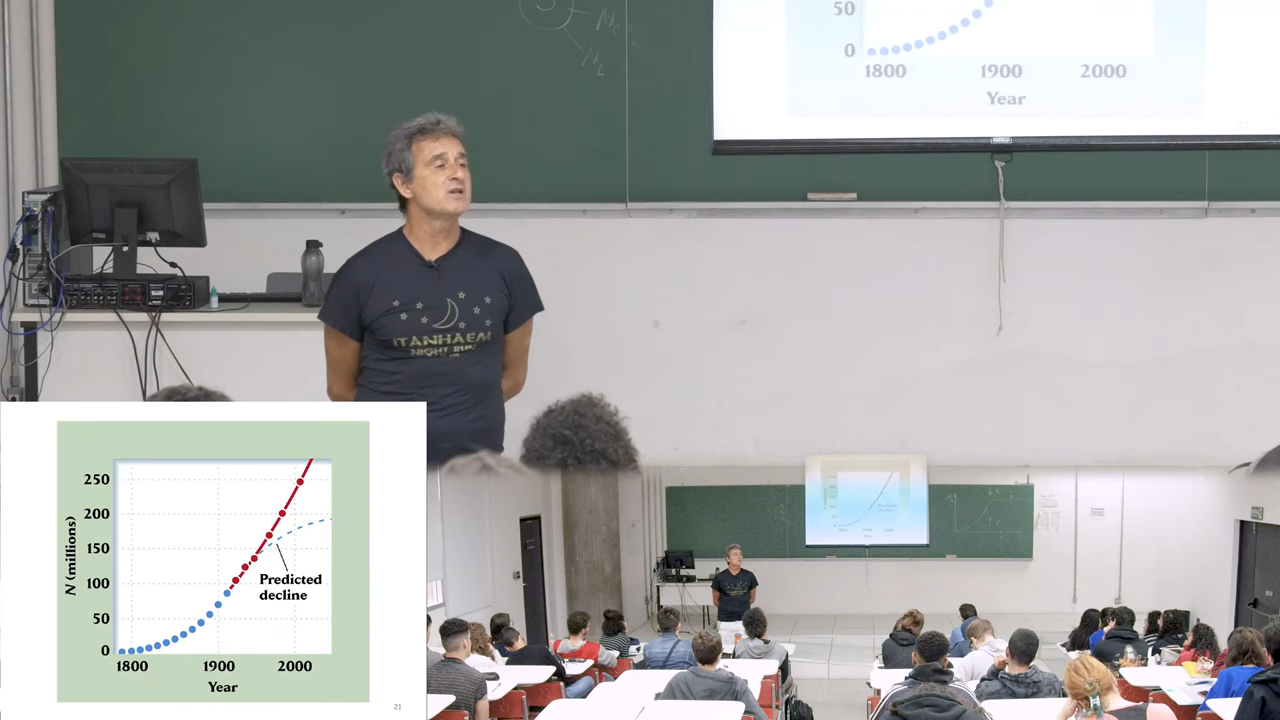 50
0
1800
1900
2000
Year
ITANHAEM
NIGHT RUN
250
200
150
100
50
0
N (millions)
Predicted
decline
1800
1900
2000
Year
21